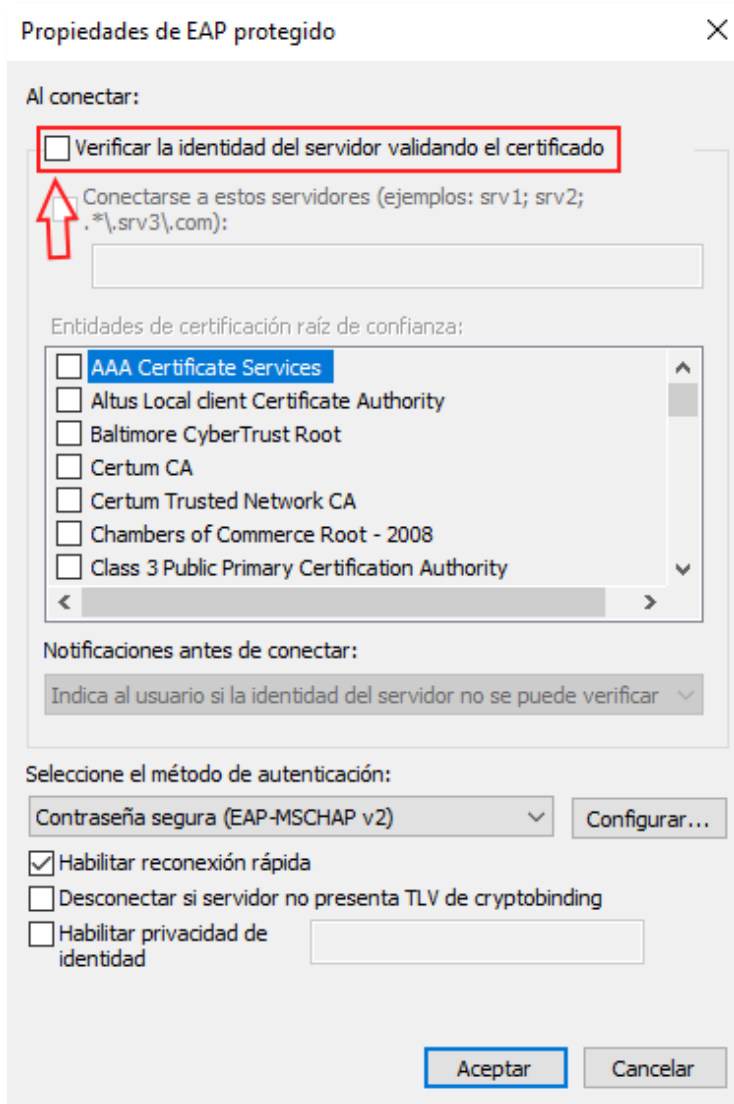 Propiedades de EAP protegido
Al conectar:
Verificar la identidad del servidor validando el certificado
Conectarse a estos servidores (ejemplos: srv1; srv2;
.*\.srv3\.com):
Entidades de certificación raíz de confianza:
AAA Certificate Services
Altus Local client Certificate Authority
Baltimore CyberTrust Root
Certum CA
Certum Trusted Network CA
Chambers of Commerce Root - 2008
Class 3 Public Primary Certification Authority
Notificaciones antes de conectar:
Indica al usuario si la identidad del servidor no se puede verificar
Seleccione el método de autenticación:
Contraseña segura (EAP-MSCHAP v2)
Configurar...
Habilitar reconexión rápida
Desconectar si servidor no presenta TLV de cryptobinding
Habilitar privacidad de
identidad
Aceptar
Cancelar